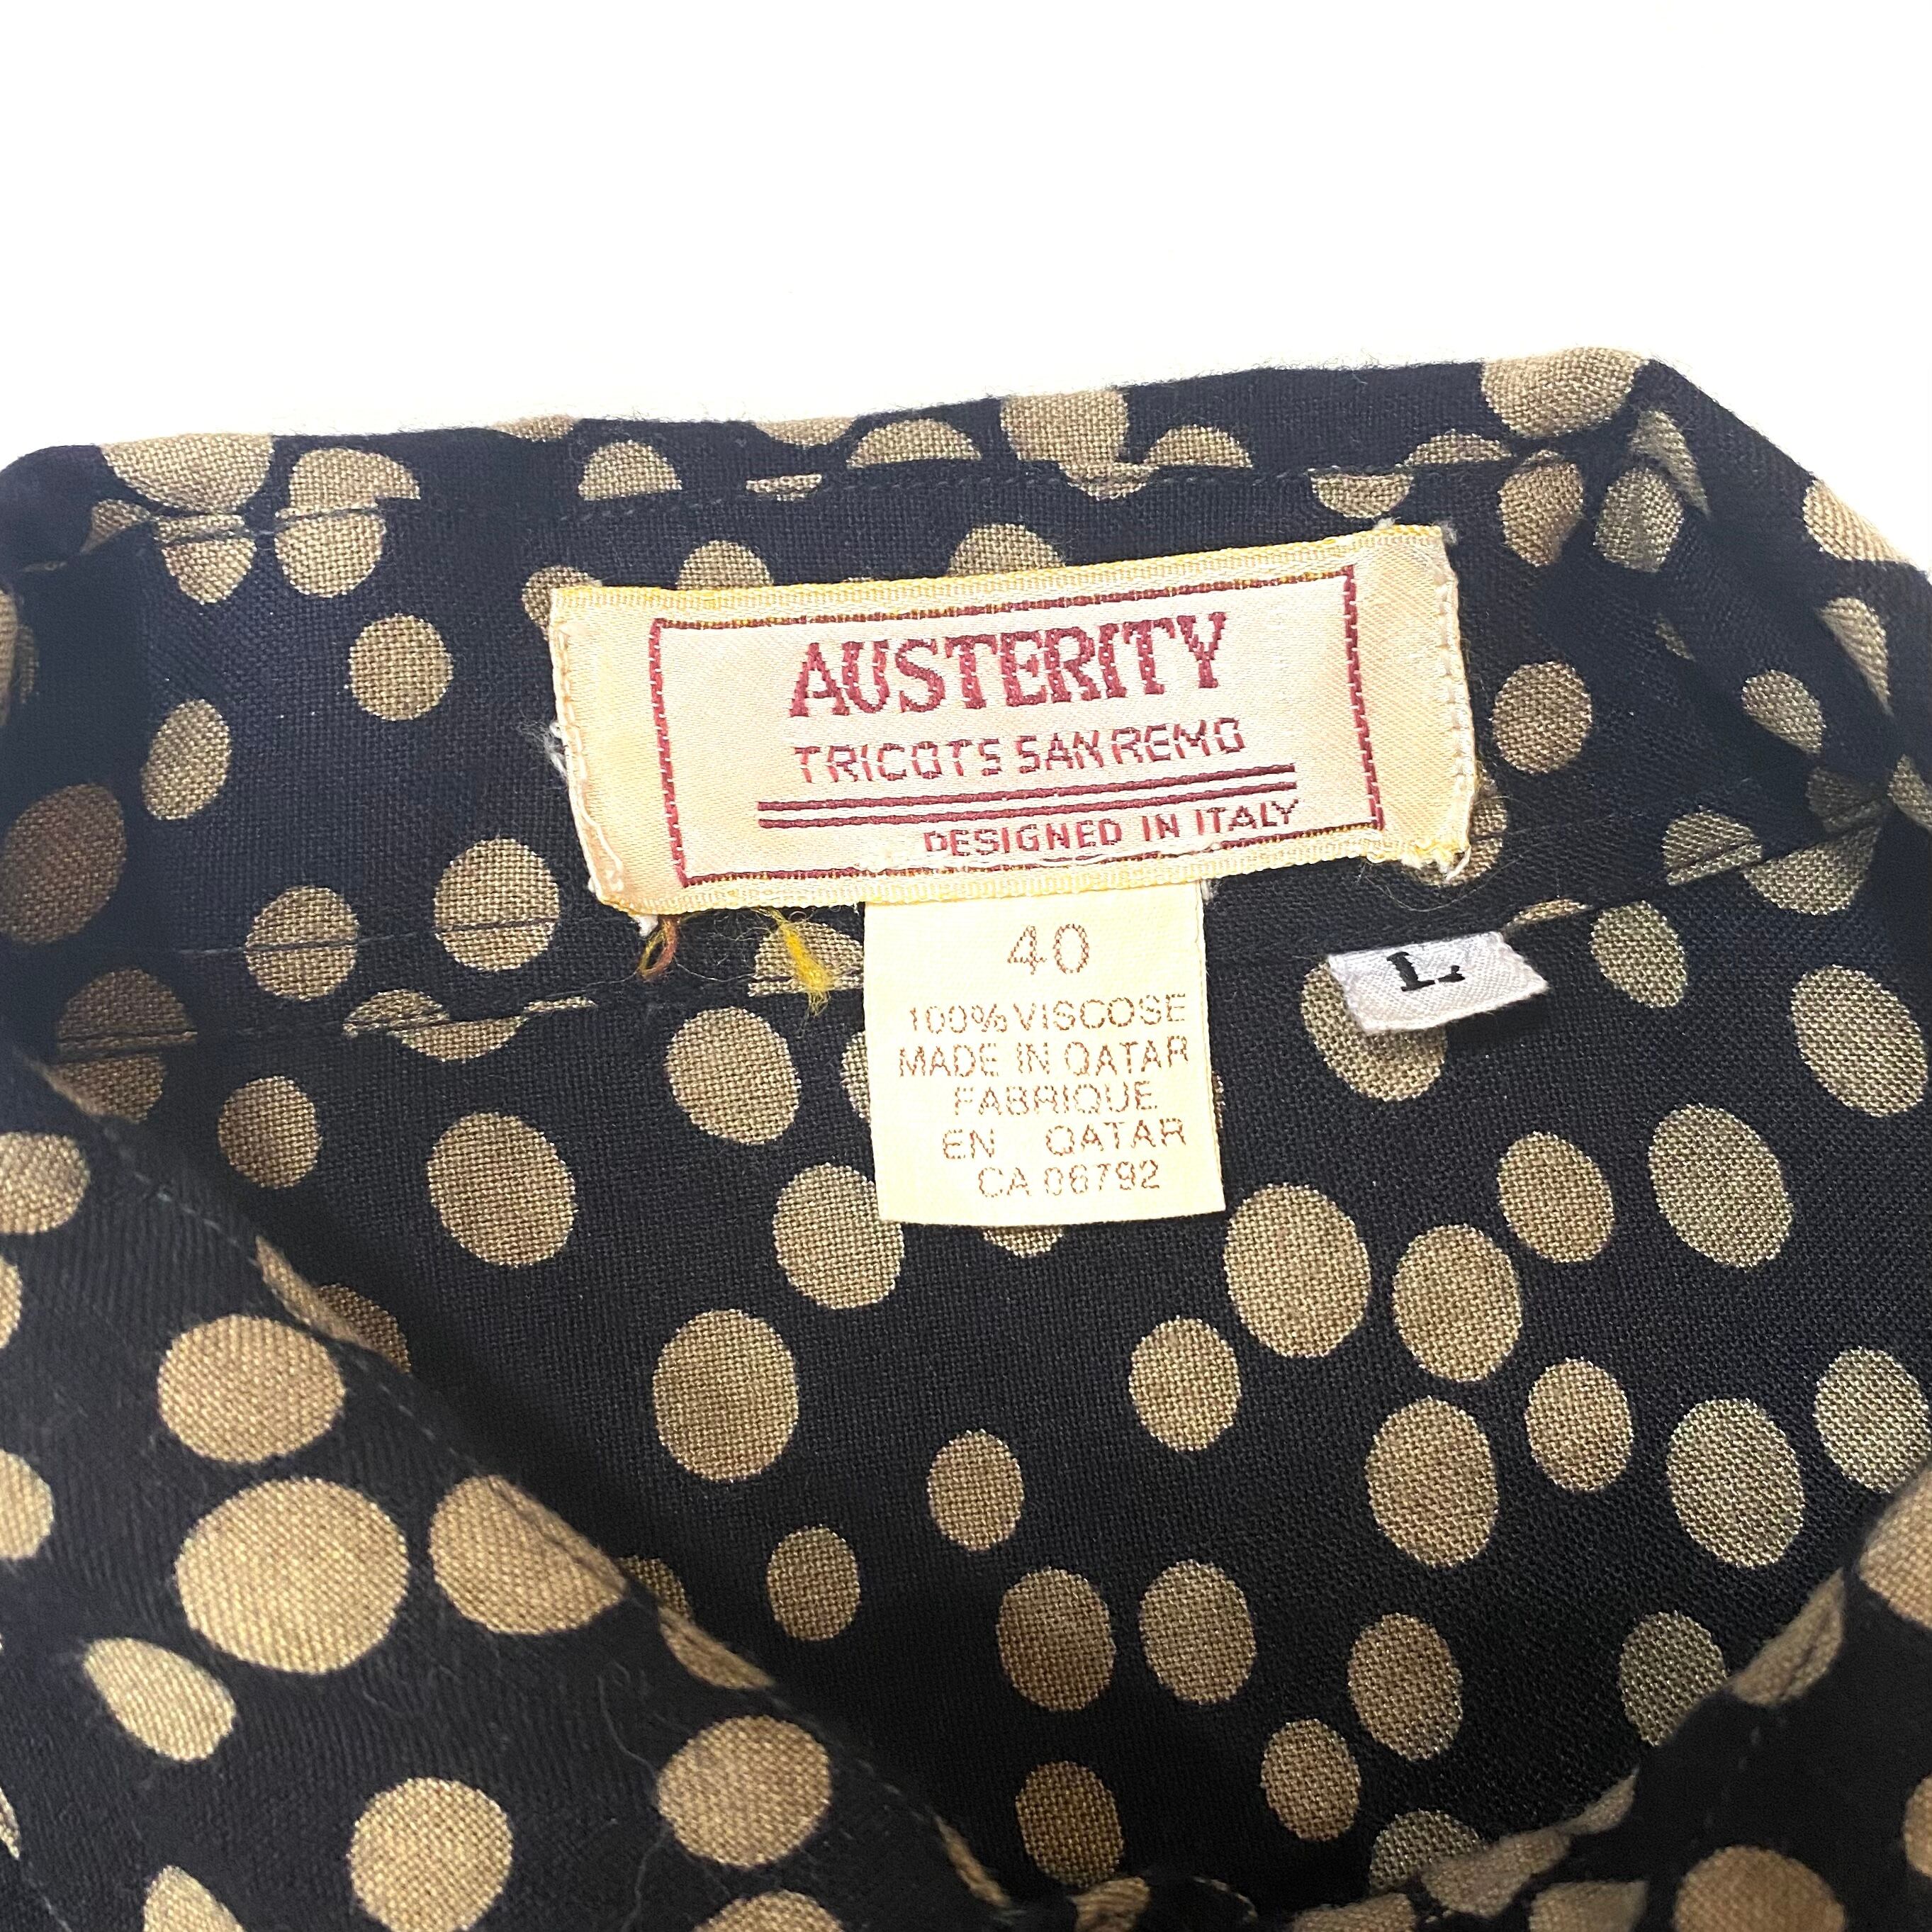 AUSTERITY
TRICOTS SAN REMO
DESIGNED IN ITALY
40
100% VISCOSE
MADE IN QATAR
FABRIQUE
EN QATAR
CA 06792
L